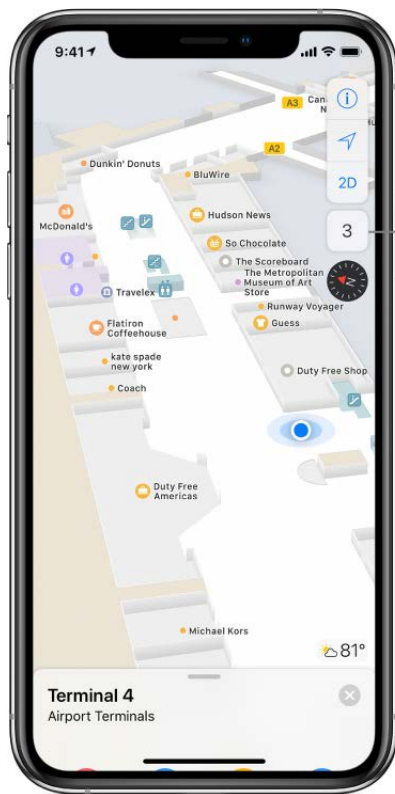 9:41
A3
Cana
N
A2
Dunkin' Donuts
BluWire
2D
McDonald's
Hudson News
3
So Chocolate
The Scoreboard
The Metropolitan
Museum of Art
Store
Travelex
N
Runway Voyager
Flatiron
Coffeehouse
Guess
kate spade
new york
Duty Free Shop
Coach
Duty Free
Americas
Michael Kors
81°
Terminal 4
Airport Terminals